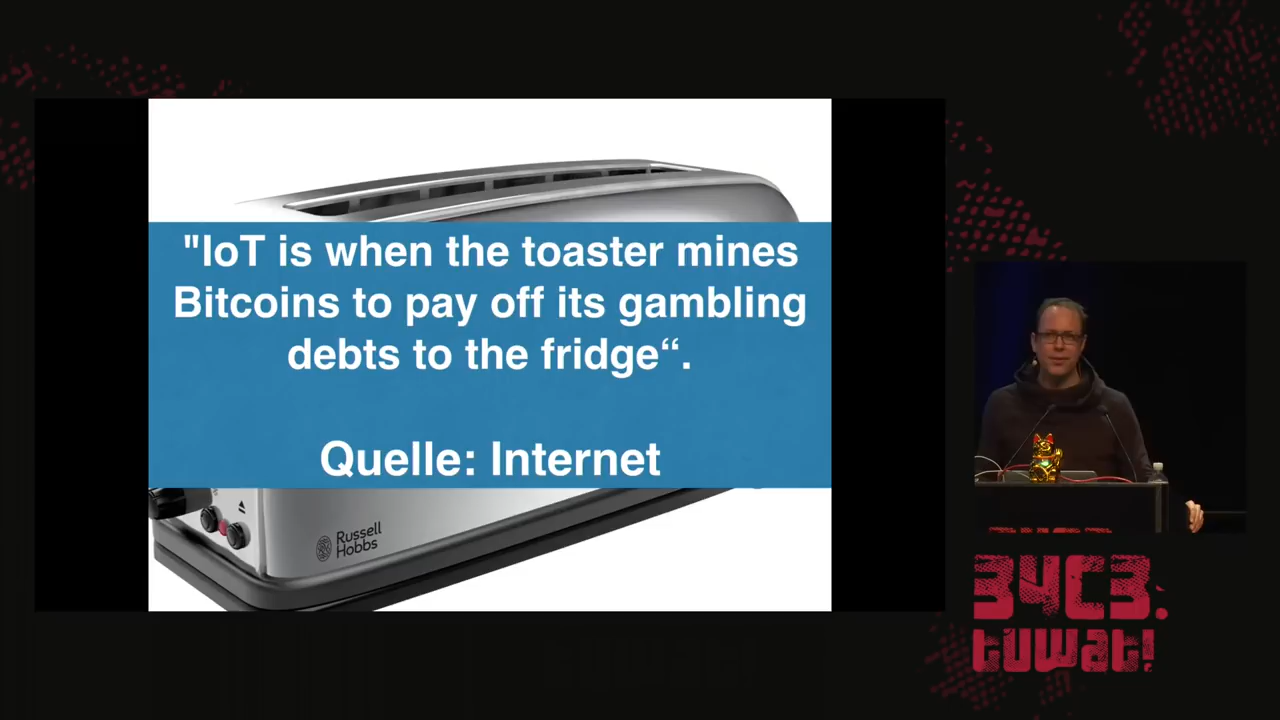 "IoT is when the toaster mines
Bitcoins to pay off its gambling
debts to the fridge“.
Quelle: Internet
Russell
Hobbs
34C3.
tuwat!